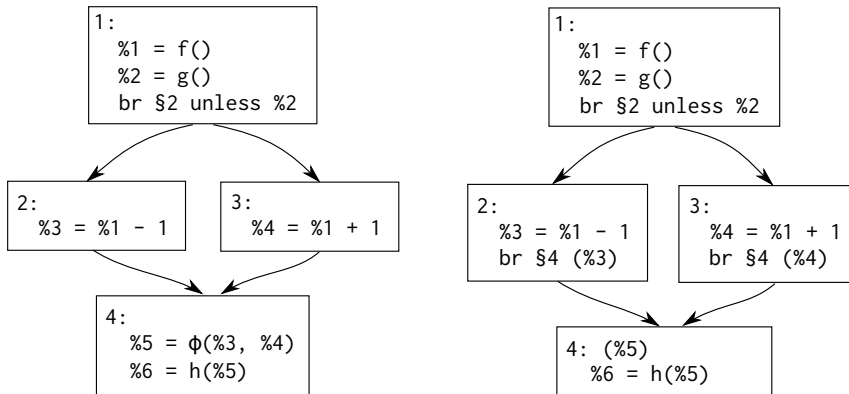 1:
%1 = f()
%2 = g()
br §2 unless %2
2:
%3 = %1 - 1
3:
%4 = %1 + 1
4:
%5 = ϕ(%3, %4)
%6 = h(%5)
1:
%1 = f()
%2 = g()
br §2 unless %2
2:
%3 = %1 - 1
br §4 (%3)
3:
%4 = %1 + 1
br §4 (%4)
4: (%5)
%6 = h(%5)